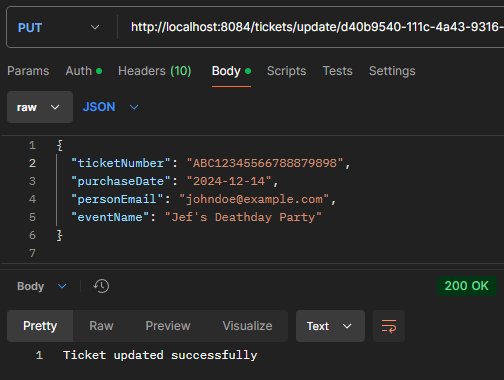 PUT http://localhost:8084/tickets/update/d40b9540-111c-4a43-9316-
Params Auth Headers (10) Body Scripts Tests Settings
raw JSON
1 {
2 "ticketNumber": "ABC12345566788879898",
3 "purchaseDate": "2024-12-14",
4 "personEmail": "johndoe@example.com",
5 "eventName": "Jef's Deathday Party"
6 }
7
Body 200 OK
Pretty Raw Preview Visualize Text
1 Ticket updated successfully